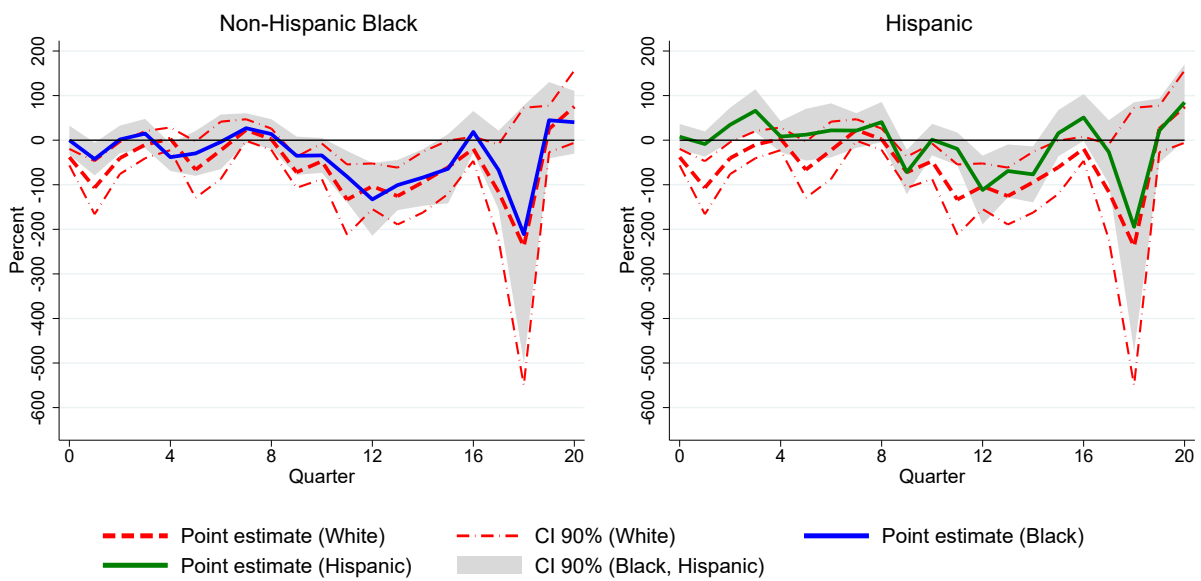 Non-Hispanic Black
Percent
200
100
0
-100
-200
-300
-400
-500
-600
0 4 8 12 16 20
Quarter
Hispanic
Percent
200
100
0
-100
-200
-300
-400
-500
-600
0 4 8 12 16 20
Quarter
Point estimate (White) CI 90% (White) Point estimate (Black)
Point estimate (Hispanic) CI 90% (Black, Hispanic)